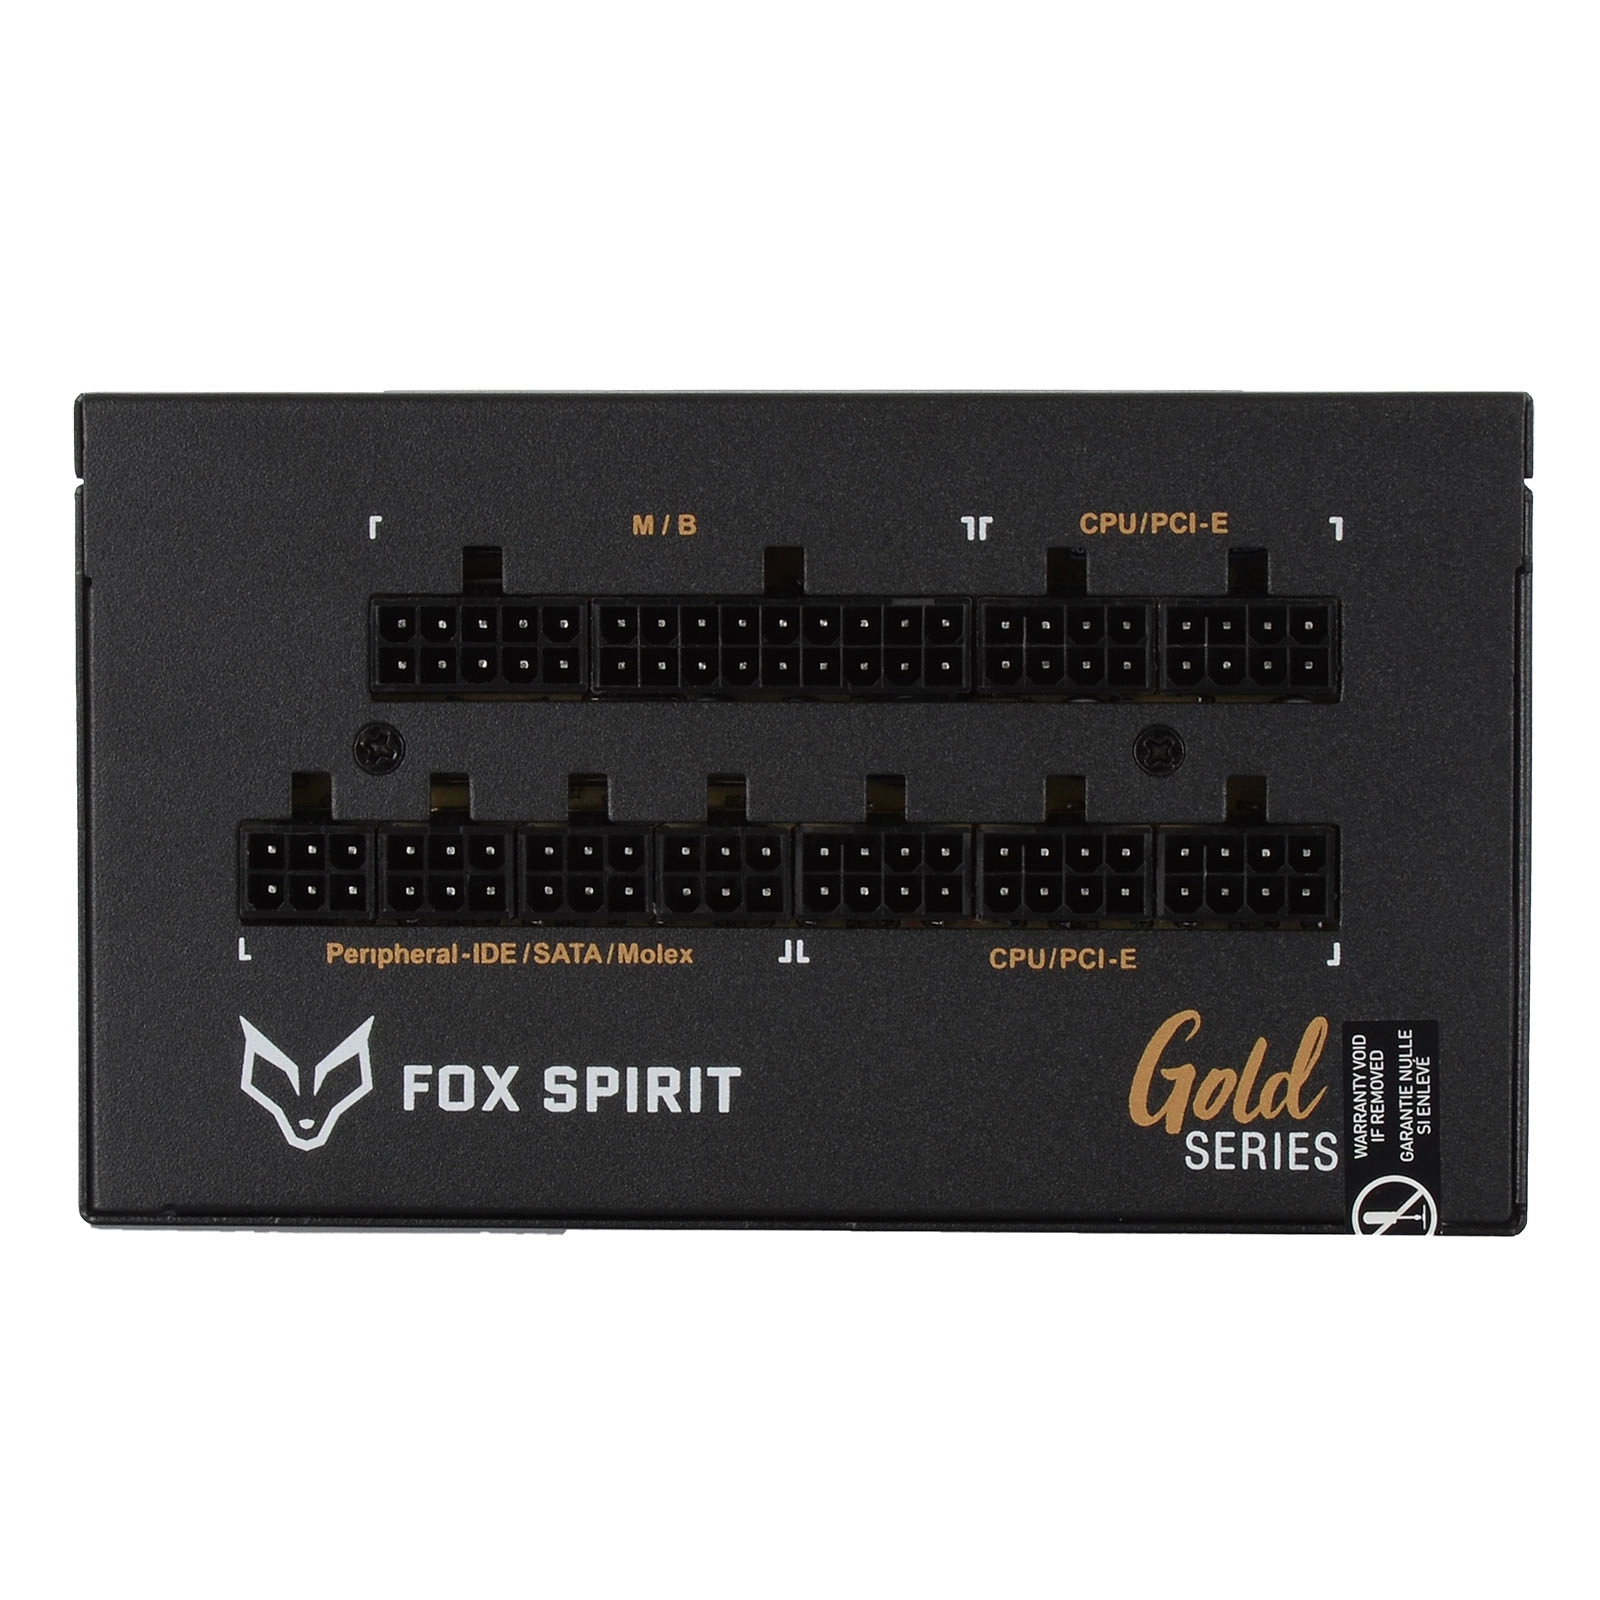 M / B
CPU/PCI-E
Peripheral-IDE/SATA/Molex
CPU/PCI-E
FOX SPIRIT
Gold
SERIES
WARRANTY VOID
IF REMOVED
GARANTIE NULLE
SI ENLEVÉ